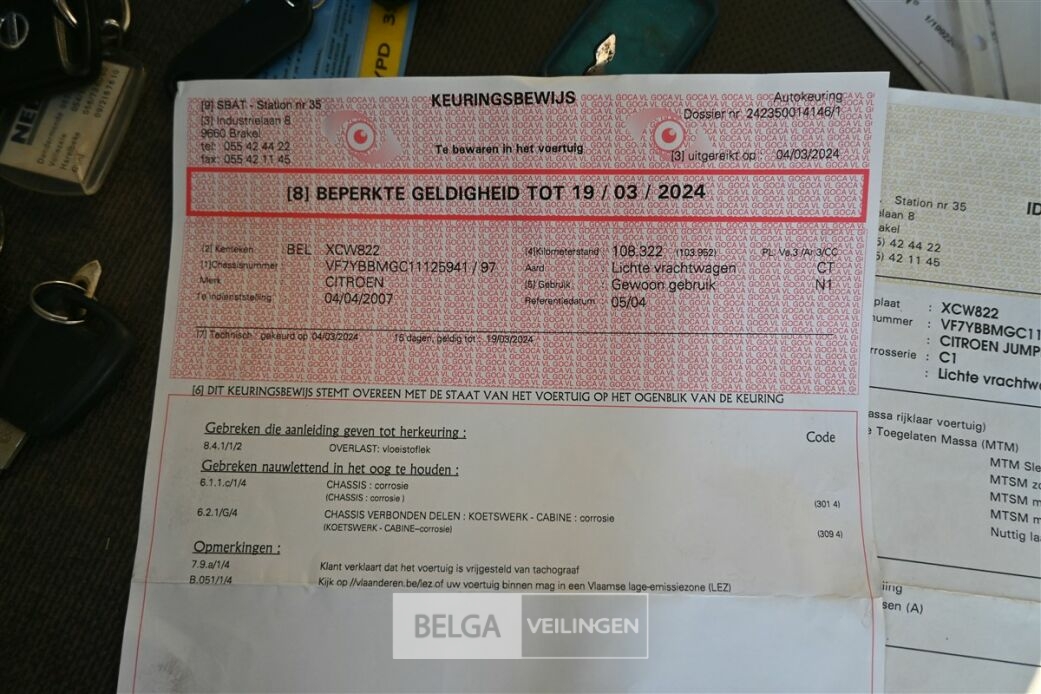 [9] SBAT - Station nr 35
[3] Industrielaan 8
9660 Brakel
tel: 055 42 44 22
fax: 055 42 11 45
KEURINGSBEWIJS
Te bewaren in het voertuig
Autokeuring
Dossier nr 242350014146/1
[3] uitgereikt op : 04/03/2024
[8] BEPERKTE GELDIGHEID TOT 19 / 03 / 2024
[2] Kenteken BEL XCW822
[1]Chassisnummer : VF7YBBMGC11125941 / 97
Merk CITROEN
1e Indienststelling : 04/04/2007
[4]Kilometerstand : 108.322 (103.952) PL. Va.3 /Ar 3/CC
Aard : Lichte vrachtwagen CT
[5] Gebruik : Gewoon gebruik N1
Referentiedatum : 05/04
[7] Technisch : gekeurd op 04/03/2024 15 dagen, geldig tot : 19/03/2024
[6] DIT KEURINGSBEWIJS STEMT OVEREEN MET DE STAAT VAN HET VOERTUIG OP HET OGENBLIK VAN DE KEURING
Gebreken die aanleiding geven tot herkeuring : Code
8.4.1/1/2 OVERLAST: vloeistoflek
Gebreken nauwlettend in het oog te houden :
6.1.1.c/1/4 CHASSIS : corrosie
(CHASSIS : corrosie ) (301 4)
6.2.1/G/4 CHASSIS VERBONDEN DELEN : KOETSWERK - CABINE : corrosie
(KOETSWERK - CABINE--corrosie) (309 4)
Opmerkingen :
7.9.a/1/4 Klant verklaart dat het voertuig is vrijgesteld van tachograaf
B.051/1/4 Kijk op //vlaanderen.be/lez of uw voertuig binnen mag in een Vlaamse lage-emissiezone (LEZ)
BELGA VEILINGEN
Station nr 35
laan 8
akel
5) 42 44 22
5) 42 11 45
ID
plaat : XCW822
nummer : VF7YBBMGC11
: CITROEN JUMP
rrosserie : C1
: Lichte vrachtw
assa rijklaar voertuig)
e Toegelaten Massa (MTM)
MTM Sle
MTSM zo
MTSM m
MTSM m
Nuttig la
iing
sen (A)